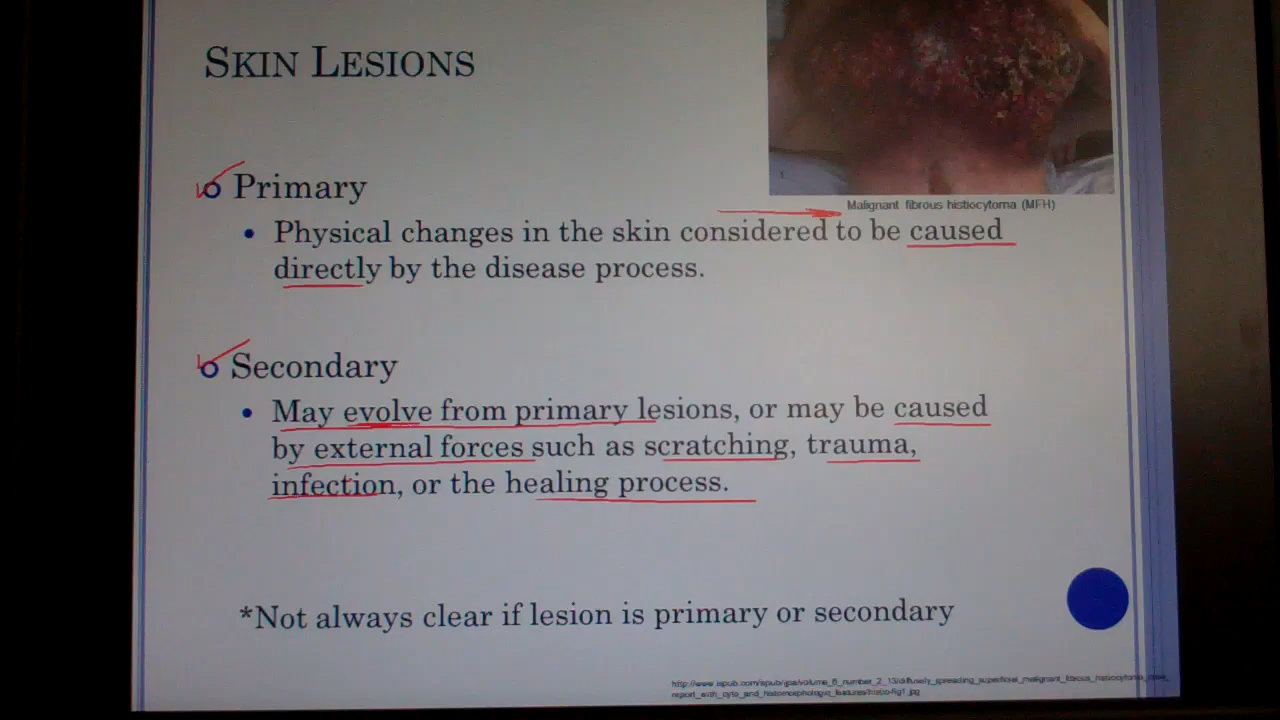 SKIN LESIONS
Malignant fibrous histiocytoma (MFH)
Primary
• Physical changes in the skin considered to be caused
directly by the disease process.
Secondary
• May evolve from primary lesions, or may be caused
by external forces such as scratching, trauma,
infection, or the healing process.
*Not always clear if lesion is primary or secondary